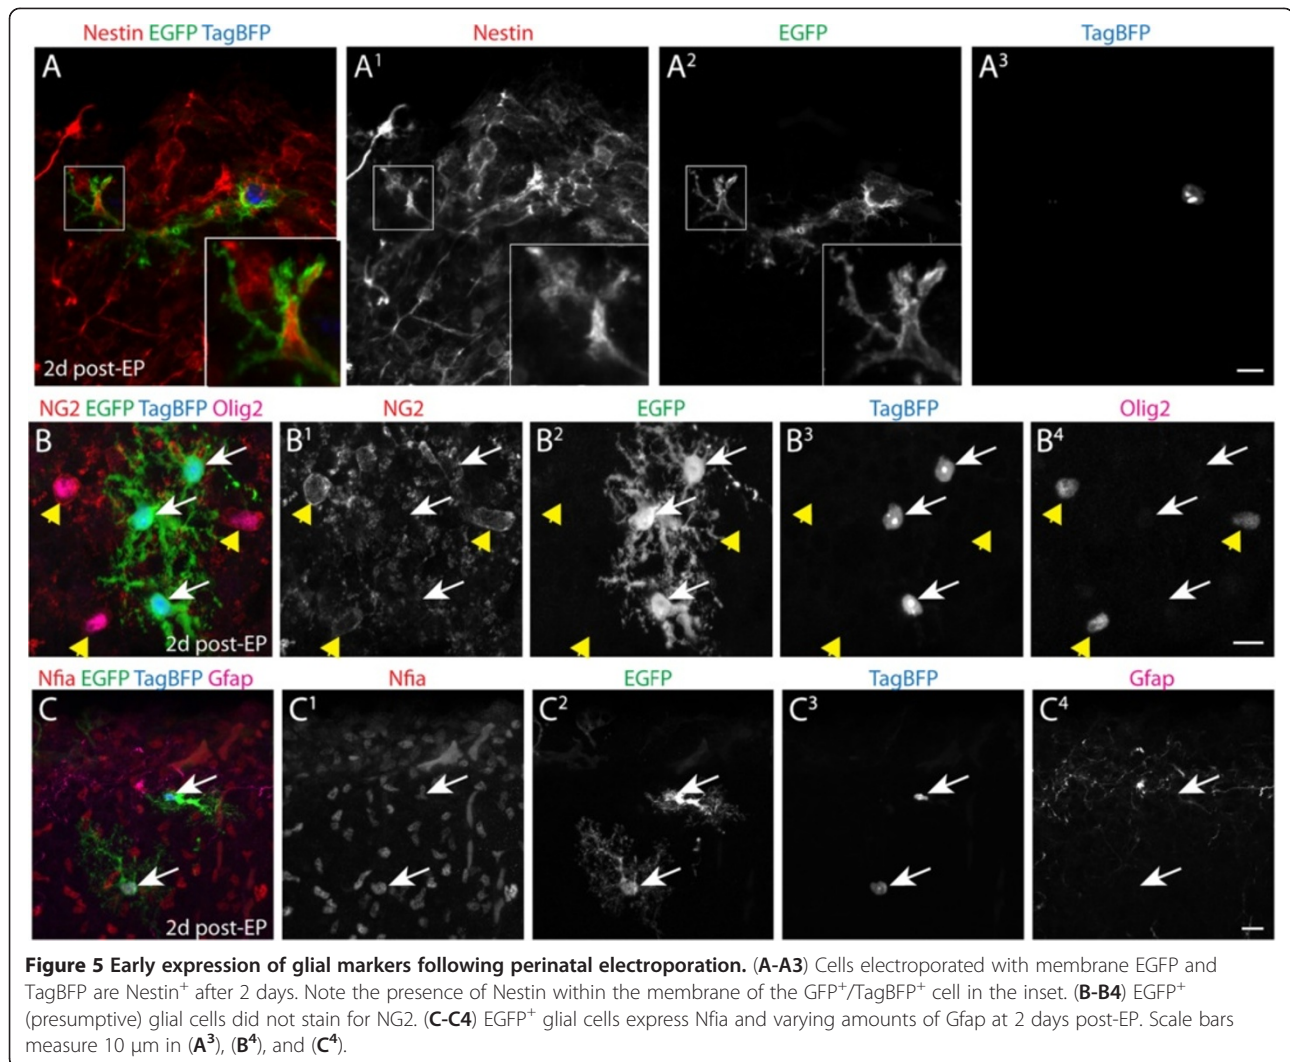 Nestin EGFP TagBFP Nestin EGFP TagBFP
A A¹ A² A³
2d post-EP
NG2 EGFP TagBFP Olig2 NG2 EGFP TagBFP Olig2
B B¹ B² B³ B⁴
2d post-EP
Nfia EGFP TagBFP Gfap Nfia EGFP TagBFP Gfap
C C¹ C² C³ C⁴
2d post-EP
Figure 5 Early expression of glial markers following perinatal electroporation. (A-A3) Cells electroporated with membrane EGFP and
TagBFP are Nestin⁺ after 2 days. Note the presence of Nestin within the membrane of the GFP⁺/TagBFP⁺ cell in the inset. (B-B4) EGFP⁺
(presumptive) glial cells did not stain for NG2. (C-C4) EGFP⁺ glial cells express Nfia and varying amounts of Gfap at 2 days post-EP. Scale bars
measure 10 μm in (A³), (B⁴), and (C⁴).